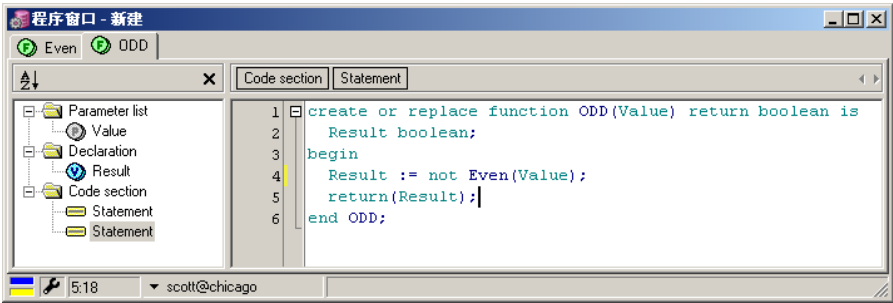 程序窗口 - 新建
Even
ODD
Code section
Statement
Parameter list
Value
Declaration
Result
Code section
Statement
Statement
1 create or replace function ODD(Value) return boolean is
2 Result boolean;
3 begin
4 Result := not Even(Value);
5 return(Result);
6 end ODD;
5:18
scott@chicago